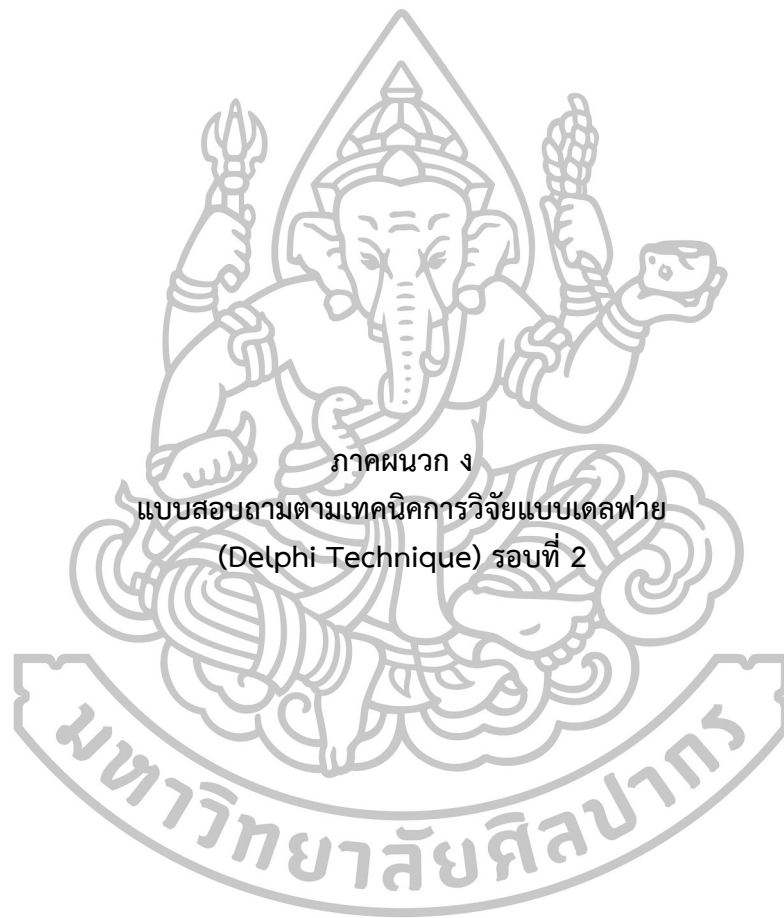 ภาคผนวก ง
แบบสอบถามตามเทคนิคการวิจัยแบบเดลฟาย
(Delphi Technique) รอบที่ 2
มหาวิทยาลัยศิลปากร